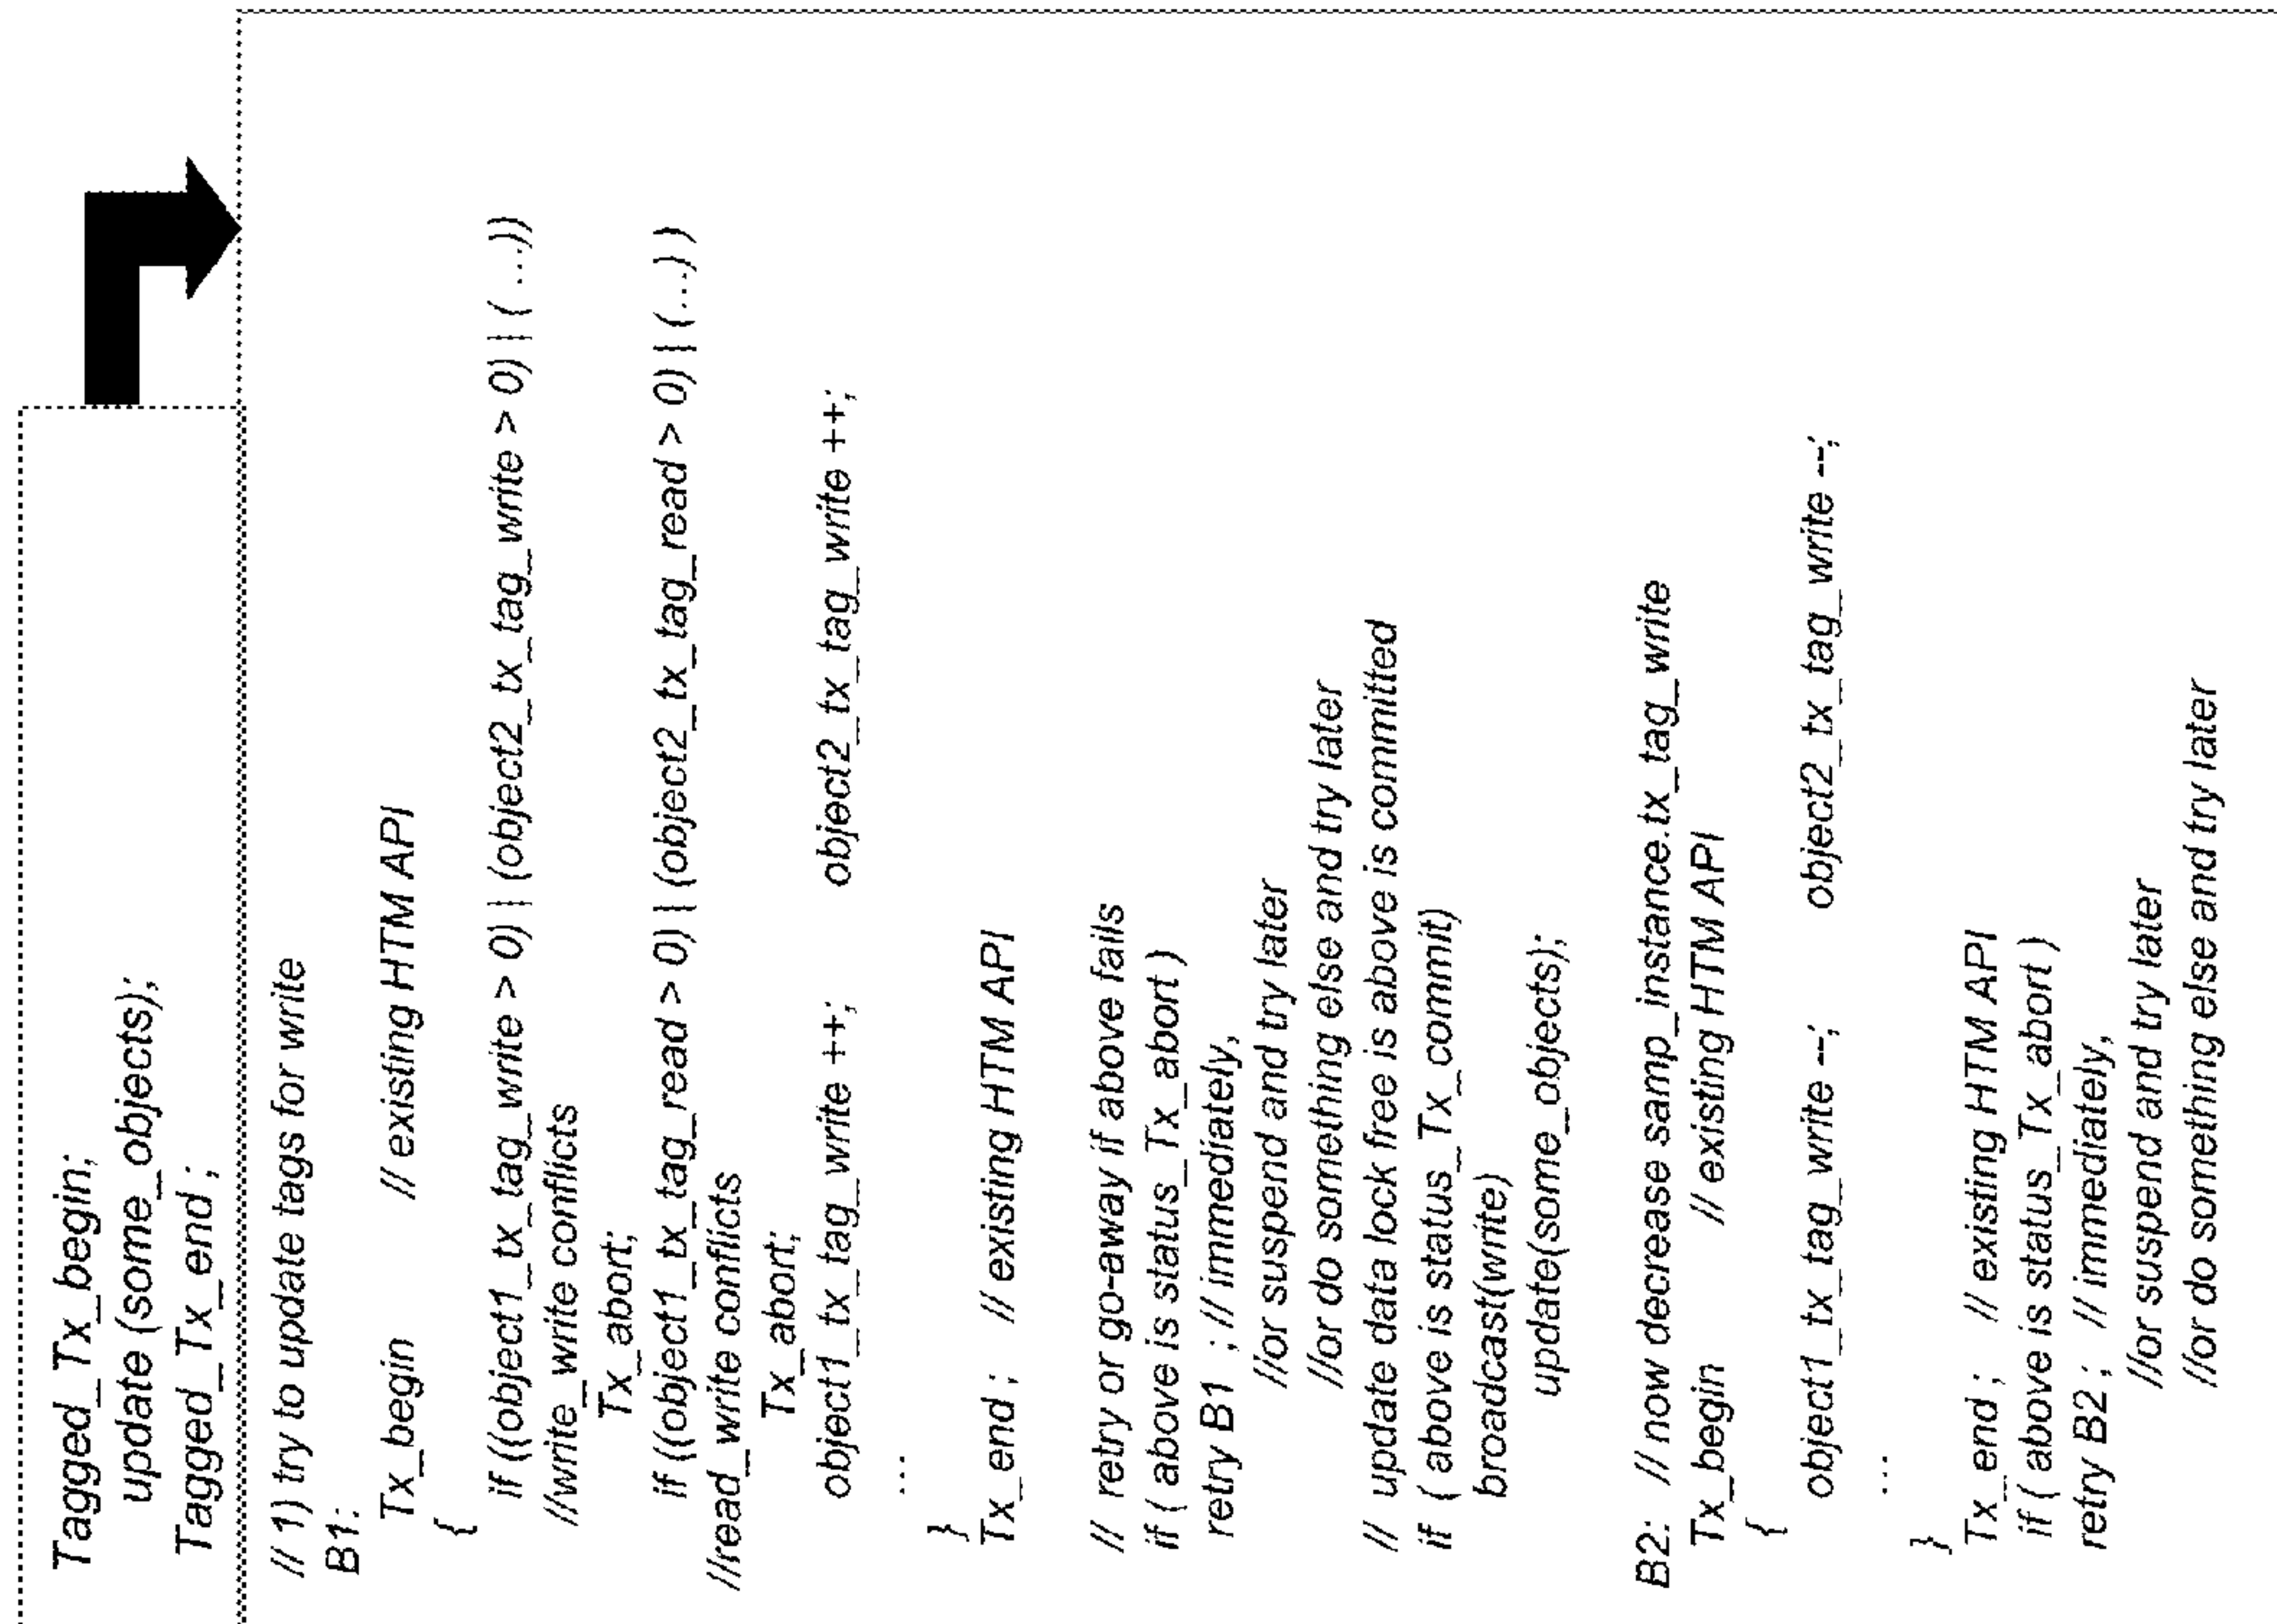 Tagged_Tx_begin;
update (some_objects);
Tagged_Tx_end ;
// 1) try to update tags for write
B1:
Tx_begin // existing HTM API
{
if ((object1_tx_tag_write > 0) | (object2_tx_tag_write > 0) | ( ...))
//write_write conflicts
Tx_abort;
if ((object1_tx_tag_read > 0) | (object2_tx_tag_read > 0) | (...) )
//read_write conflicts
Tx_abort;
object1_tx_tag_write ++; object2_tx_tag_write ++;
...
}
Tx_end ; // existing HTM API
// retry or go-away if above fails
if ( above is status_Tx_abort )
retry B1 ; // immediately,
//or suspend and try later
//or do something else and try later
// update data lock free is above is committed
if ( above is status_Tx_commit)
broadcast(write)
update(some_objects);
B2: // now decrease samp_instance.tx_tag_write
Tx_begin // existing HTM API
{
object1_tx_tag_write --; object2_tx_tag_write --;
...
}
Tx_end ; // existing HTM API
if ( above is status_Tx_abort )
retry B2 ; // immediately,
//or suspend and try later
//or do something else and try later